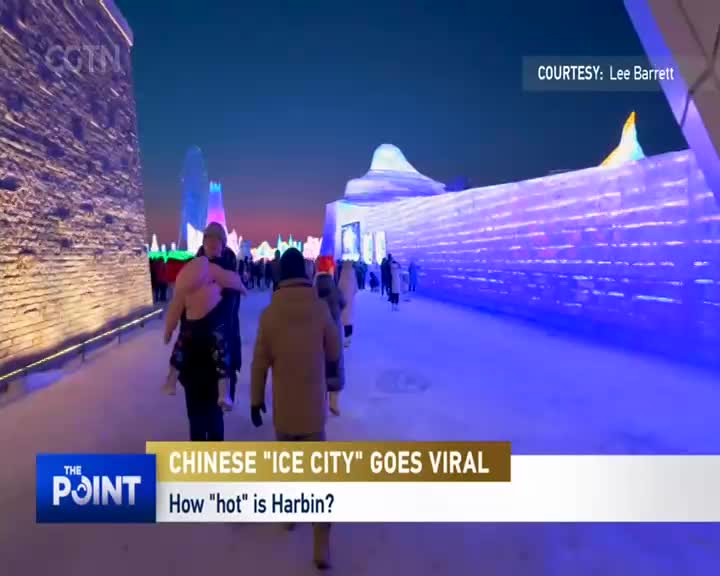 CGTN
COURTESY: Lee Barrett
THE
POINT
CHINESE "ICE CITY" GOES VIRAL
How "hot" is Harbin?